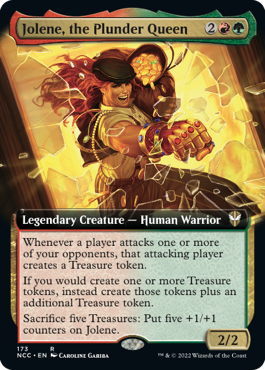 Jolene, the Plunder Queen 2
Legendary Creature — Human Warrior
Whenever a player attacks one or more
of your opponents, that attacking player
creates a Treasure token.
If you would create one or more Treasure
tokens, instead create those tokens plus an
additional Treasure token.
Sacrifice five Treasures: Put five +1/+1
counters on Jolene.
2/2
173 R
NCC • EN CAROLINE GARIBA
™ & © 2022 Wizards of the Coast